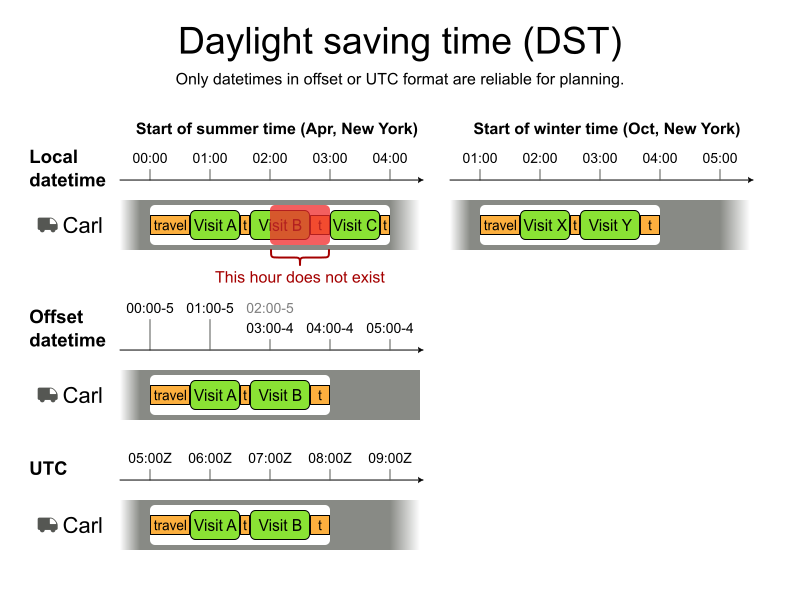 Daylight saving time (DST)
Only datetimes in offset or UTC format are reliable for planning.
Start of summer time (Apr, New York)
Start of winter time (Oct, New York)
Local
datetime
00:00 01:00 02:00 03:00 04:00
01:00 02:00 03:00 04:00 05:00
Carl
travel Visit A t Visit B t Visit C t
travel Visit X t Visit Y t
This hour does not exist
Offset
datetime
00:00-5 01:00-5 02:00-5
03:00-4 04:00-4 05:00-4
Carl
travel Visit A t Visit B t
UTC
05:00Z 06:00Z 07:00Z 08:00Z 09:00Z
Carl
travel Visit A t Visit B t